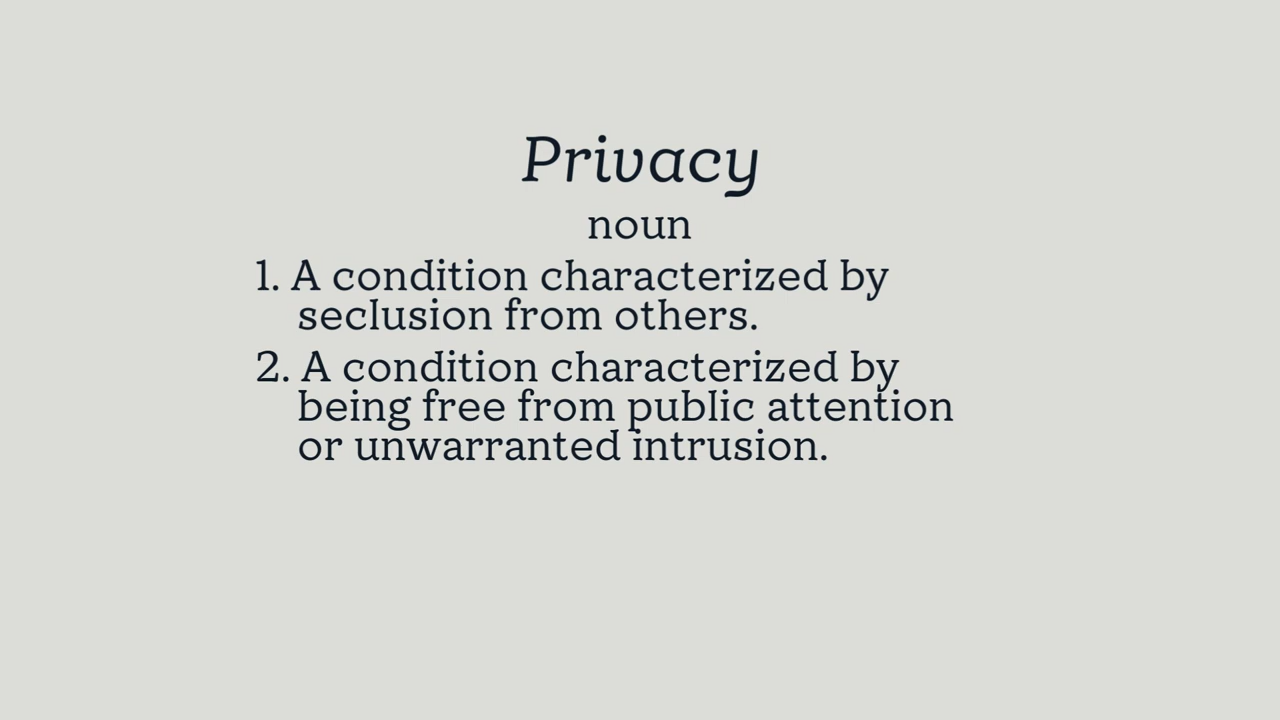 Privacy
noun
1. A condition characterized by
seclusion from others.
2. A condition characterized by
being free from public attention
or unwarranted intrusion.